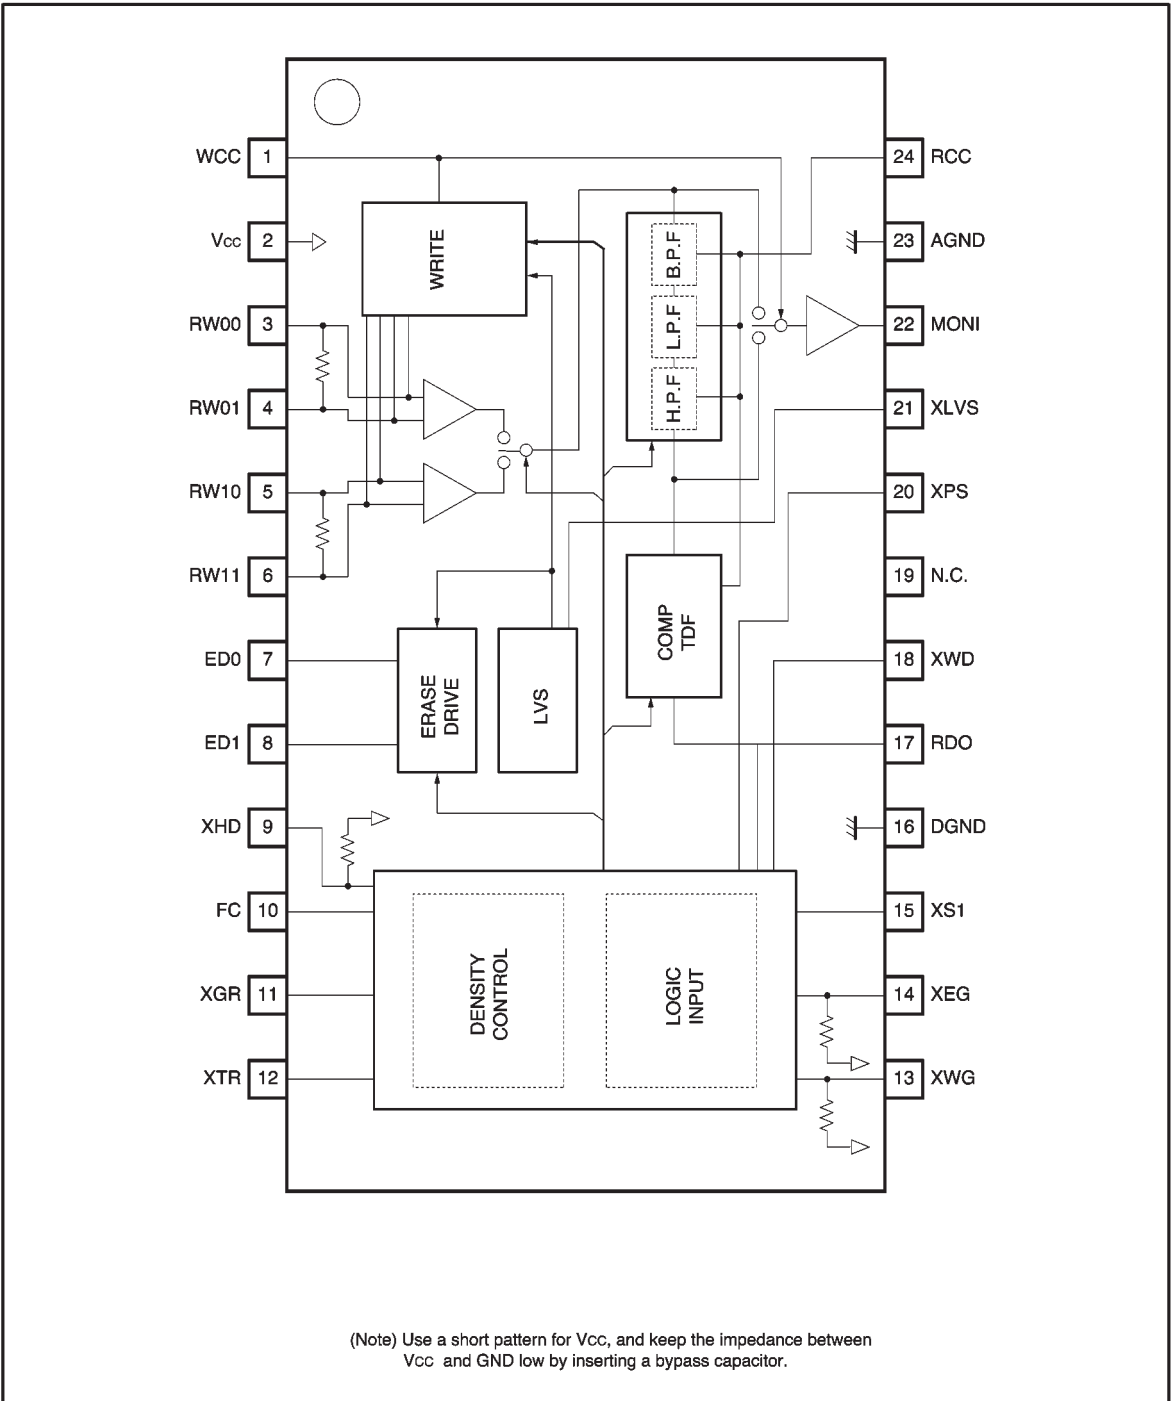 WCC 1
24 RCC
WRITE
B.P.F
Vcc 2
23 AGND
RW00 3
L.P.F
22 MONI
H.P.F
RW01 4
21 XLVS
RW10 5
20 XPS
RW11 6
19 N.C.
COMP
TDF
ED0 7
18 XWD
ERASE
DRIVE
LVS
ED1 8
17 RDO
XHD 9
16 DGND
FC 10
15 XS1
DENSITY
CONTROL
LOGIC
INPUT
XGR 11
14 XEG
XTR 12
13 XWG
(Note) Use a short pattern for Vcc, and keep the impedance between
Vcc and GND low by inserting a bypass capacitor.